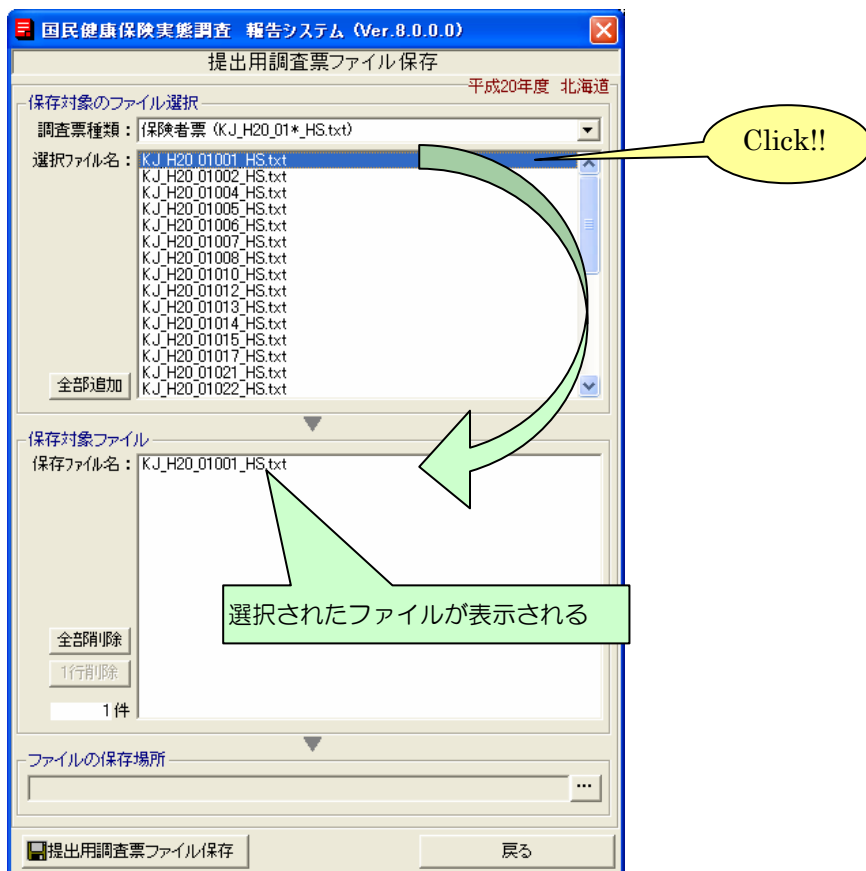 国民健康保険実態調査 報告システム (Ver.8.0.0.0)
提出用調査票ファイル保存
平成20年度 北海道
保存対象のファイル選択
調査票種類： 保険者票 (KJ_H20_01*_HS.txt)
Click!!
選択ファイル名： KJ_H20_01001_HS.txt
KJ_H20_01002_HS.txt
KJ_H20_01004_HS.txt
KJ_H20_01005_HS.txt
KJ_H20_01006_HS.txt
KJ_H20_01007_HS.txt
KJ_H20_01008_HS.txt
KJ_H20_01010_HS.txt
KJ_H20_01012_HS.txt
KJ_H20_01013_HS.txt
KJ_H20_01014_HS.txt
KJ_H20_01015_HS.txt
KJ_H20_01017_HS.txt
KJ_H20_01021_HS.txt
全部追加 KJ_H20_01022_HS.txt
保存対象ファイル
保存ファイル名： KJ_H20_01001_HS.txt
選択されたファイルが表示される
全部削除
1行削除
1件
ファイルの保存場所
...
提出用調査票ファイル保存 戻る